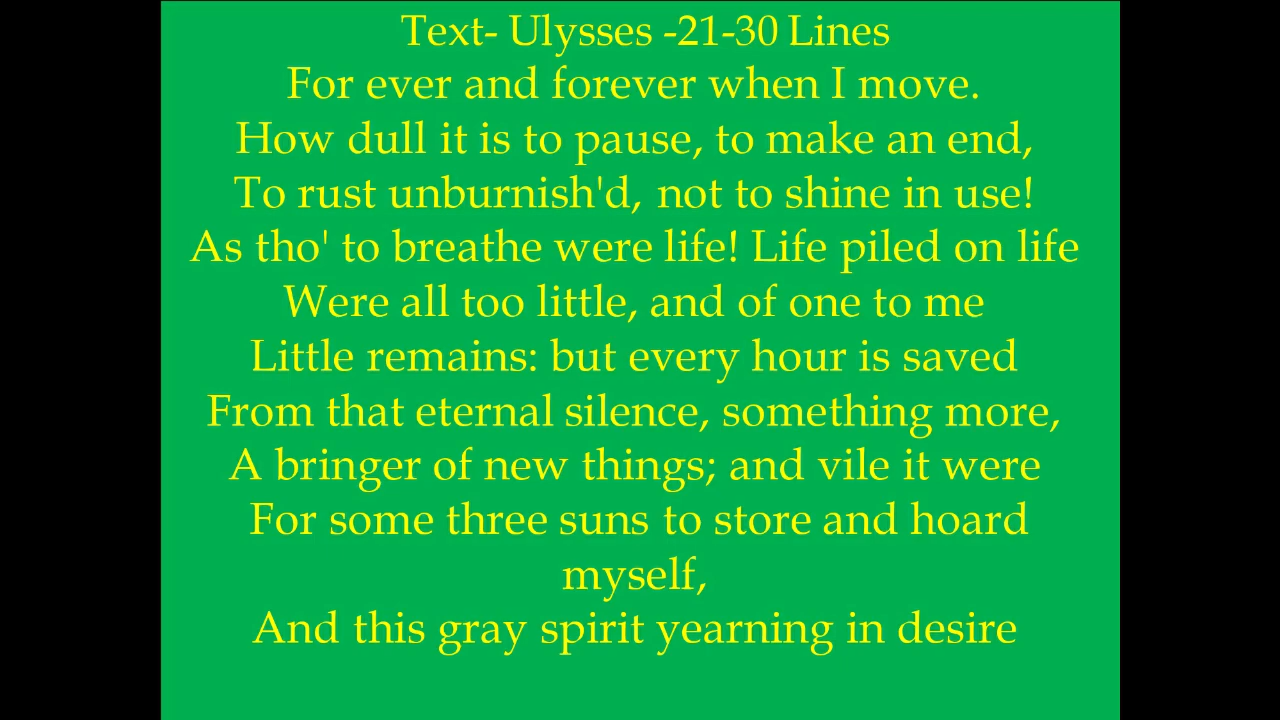 Text- Ulysses -21-30 Lines
For ever and forever when I move.
How dull it is to pause, to make an end,
To rust unburnish'd, not to shine in use!
As tho' to breathe were life! Life piled on life
Were all too little, and of one to me
Little remains: but every hour is saved
From that eternal silence, something more,
A bringer of new things; and vile it were
For some three suns to store and hoard
myself,
And this gray spirit yearning in desire